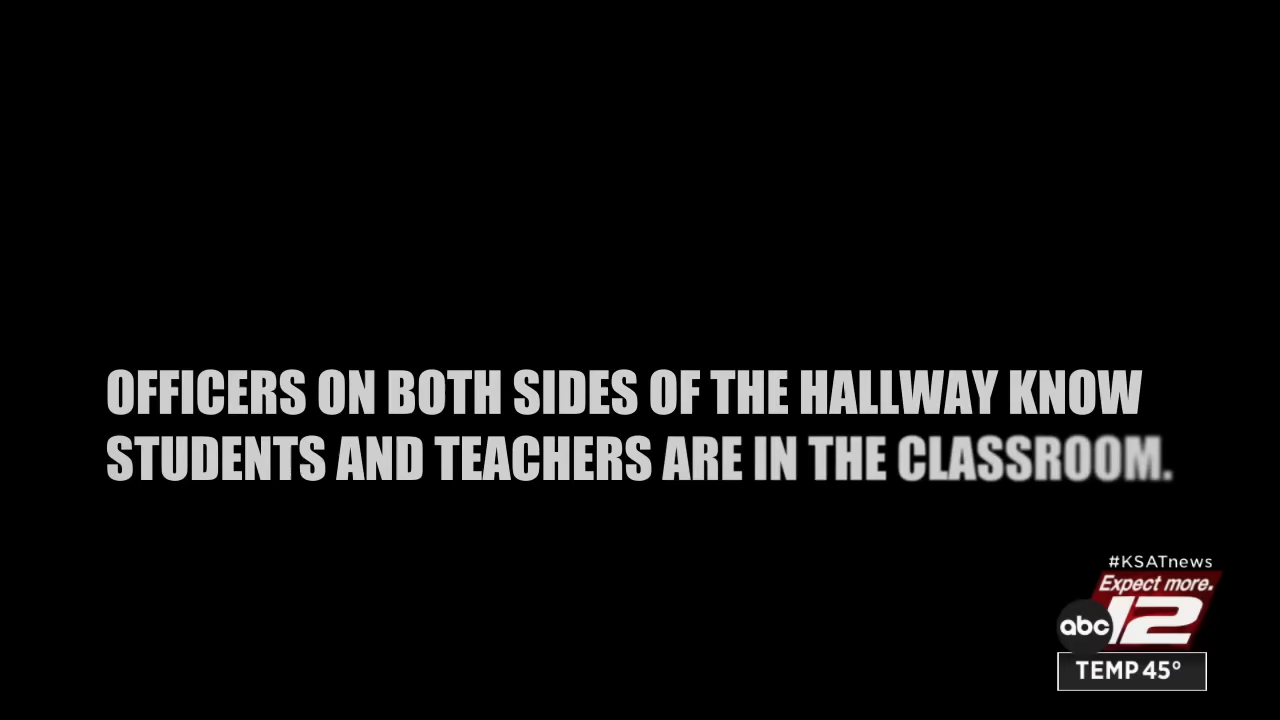 OFFICERS ON BOTH SIDES OF THE HALLWAY KNOW
STUDENTS AND TEACHERS ARE IN THE CLASSROOM.
#KSATnews
Expect more.
abc 12
TEMP 45°